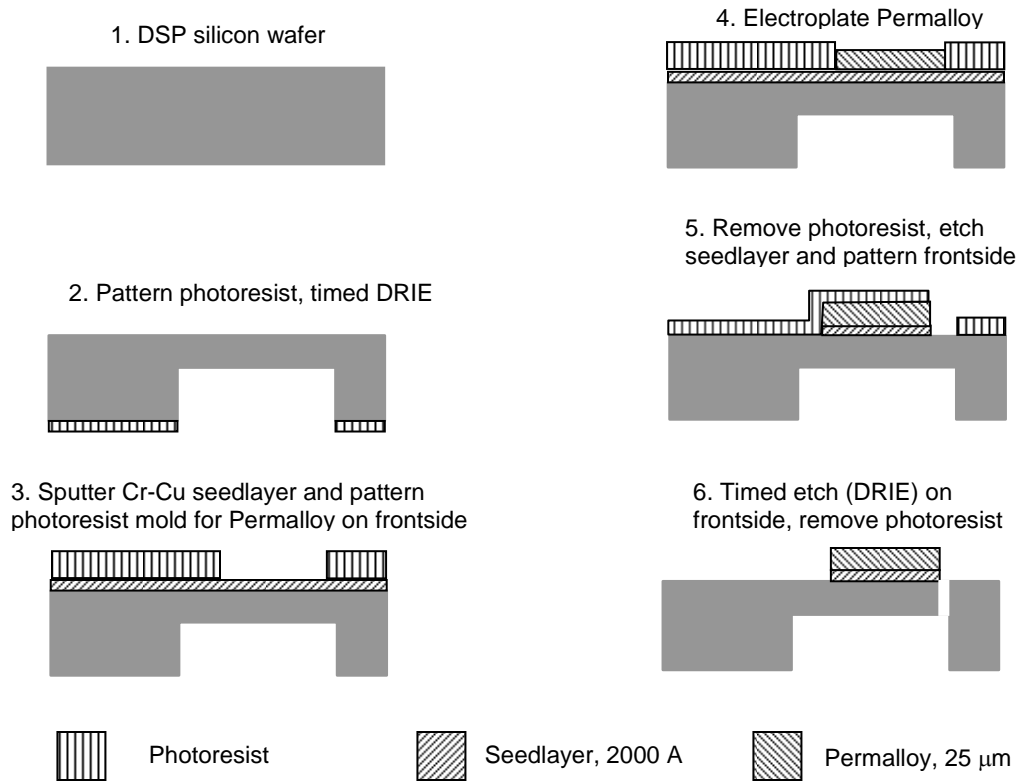 1. DSP silicon wafer
2. Pattern photoresist, timed DRIE
3. Sputter Cr-Cu seedlayer and pattern
photoresist mold for Permalloy on frontside
4. Electroplate Permalloy
5. Remove photoresist, etch
seedlayer and pattern frontside
6. Timed etch (DRIE) on
frontside, remove photoresist
Photoresist
Seedlayer, 2000 A
Permalloy, 25 μm